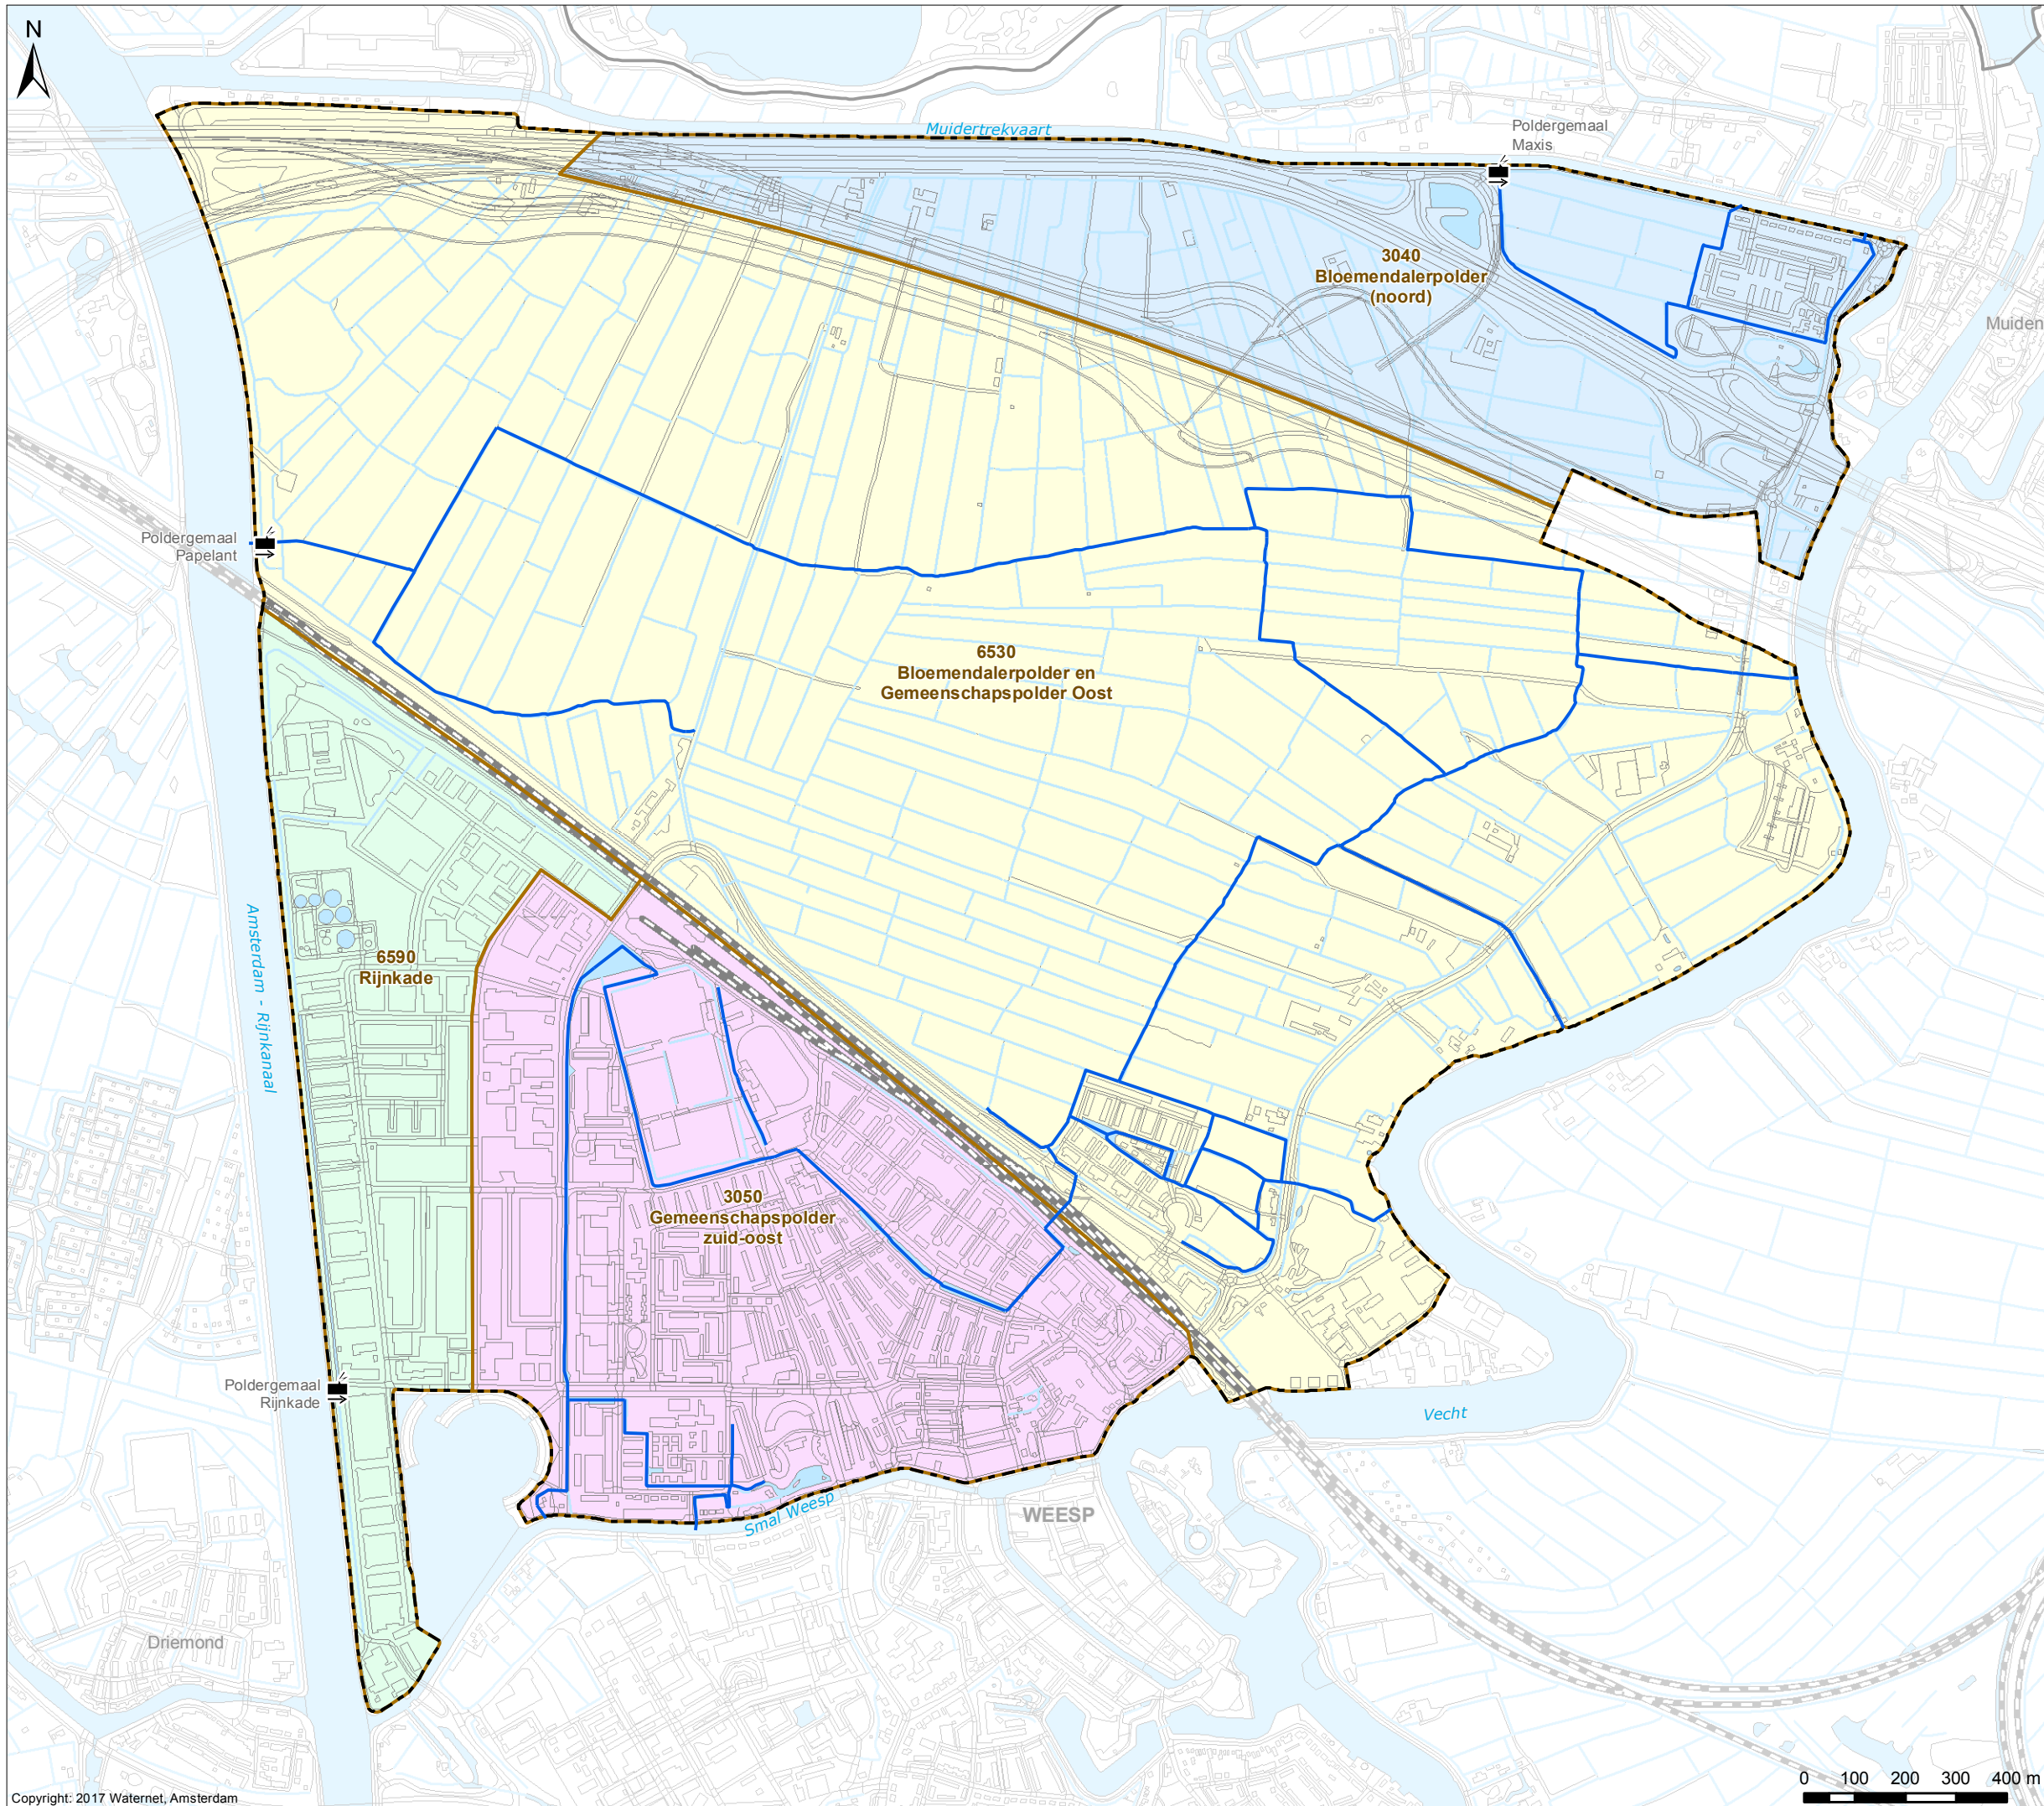 N
Muidertrekvaart
Poldergemaal
Maxis
3040
Bloemendalerpolder
(noord)
Muiden
Poldergemaal
Papelant
6530
Bloemendalerpolder en
Gemeenschapspolder Oost
Amsterdam - Rijnkanaal
6590
Rijnkade
3050
Gemeenschapspolder
zuid-oost
Poldergemaal
Rijnkade
Vecht
Smal Weesp
WEESP
Driemond
0 100 200 300 400 m
Copyright: 2017 Waternet, Amsterdam